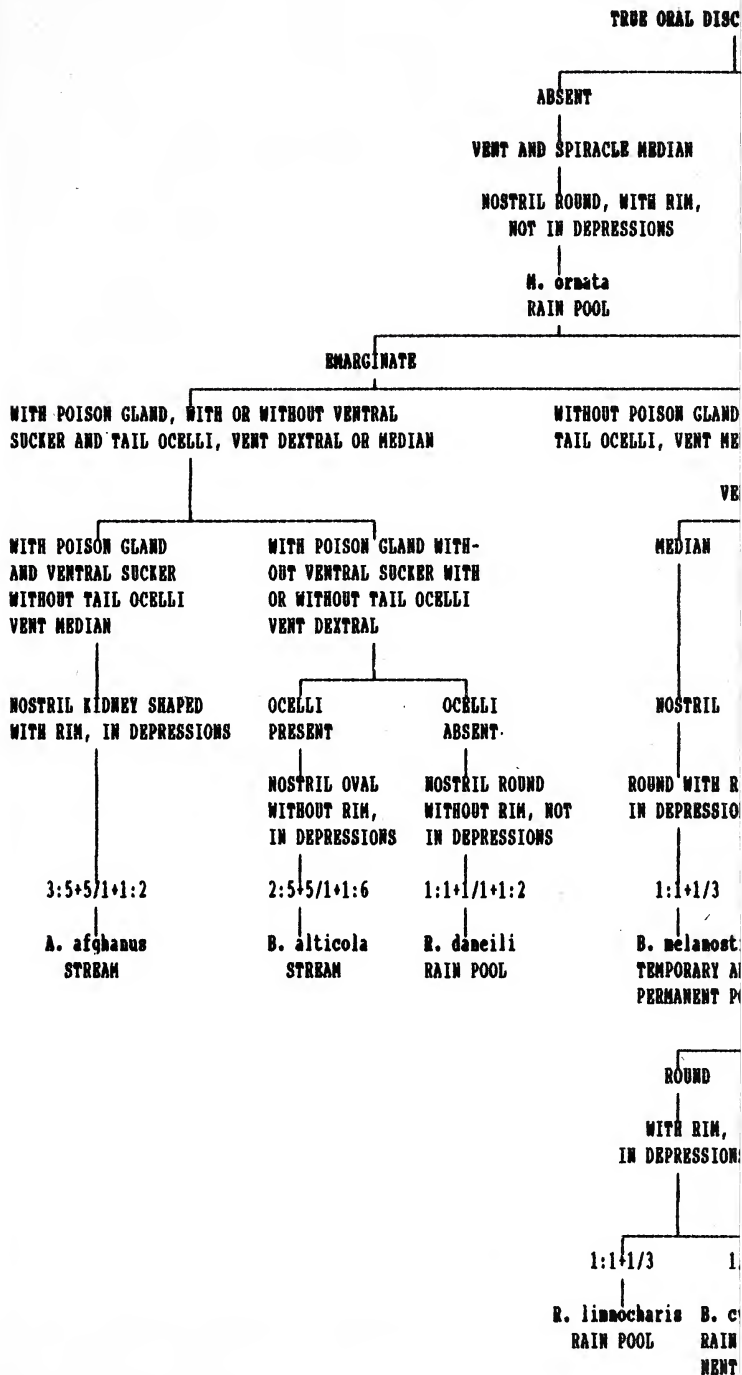 TRUE ORAL DISC
ABSENT
VENT AND SPIRACLE MEDIAN
NOSTRIL ROUND, WITH RIM,
NOT IN DEPRESSIONS
M. ornata
RAIN POOL
EMARGINATE
WITH POISON GLAND, WITH OR WITHOUT VENTRAL
SUCKER AND TAIL OCELLI, VENT DEXTRAL OR MEDIAN
WITHOUT POISON GLAND
TAIL OCELLI, VENT ME
VE
WITH POISON GLAND
AND VENTRAL SUCKER
WITHOUT TAIL OCELLI
VENT MEDIAN
WITH POISON GLAND WITH-
OUT VENTRAL SUCKER WITH
OR WITHOUT TAIL OCELLI
VENT DEXTRAL
MEDIAN
NOSTRIL KIDNEY SHAPED
WITH RIM, IN DEPRESSIONS
OCELLI
PRESENT
OCELLI
ABSENT
NOSTRIL
NOSTRIL OVAL
WITHOUT RIM,
IN DEPRESSIONS
NOSTRIL ROUND
WITHOUT RIM, NOT
IN DEPRESSIONS
ROUND WITH R
IN DEPRESSIO
3:5+5/1+1:2
2:5+5/1+1:6
1:1+1/1+1:2
1:1+1/3
A. afghanus
STREAM
B. alticola
STREAM
R. daneili
RAIN POOL
B. melanosti
TEMPORARY A
PERMANENT PO
ROUND
WITH RIM,
IN DEPRESSIONS
1:1+1/3
1
R. limnocharis
RAIN POOL
B. c
RAIN
NENT